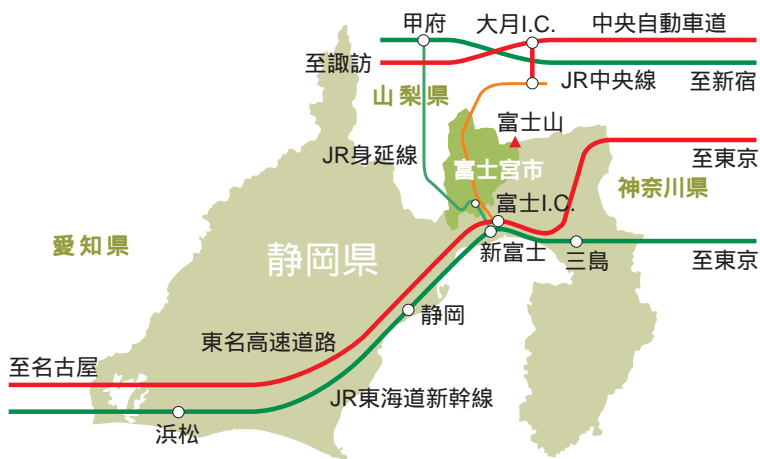 甲府
大月I.C.
中央自動車道
至諏訪
JR中央線
至新宿
山梨県
富士山
JR身延線
富士宮市
至東京
神奈川県
富士I.C.
愛知県
静岡県
新富士
三島
至東京
静岡
東名高速道路
至名古屋
JR東海道新幹線
浜松